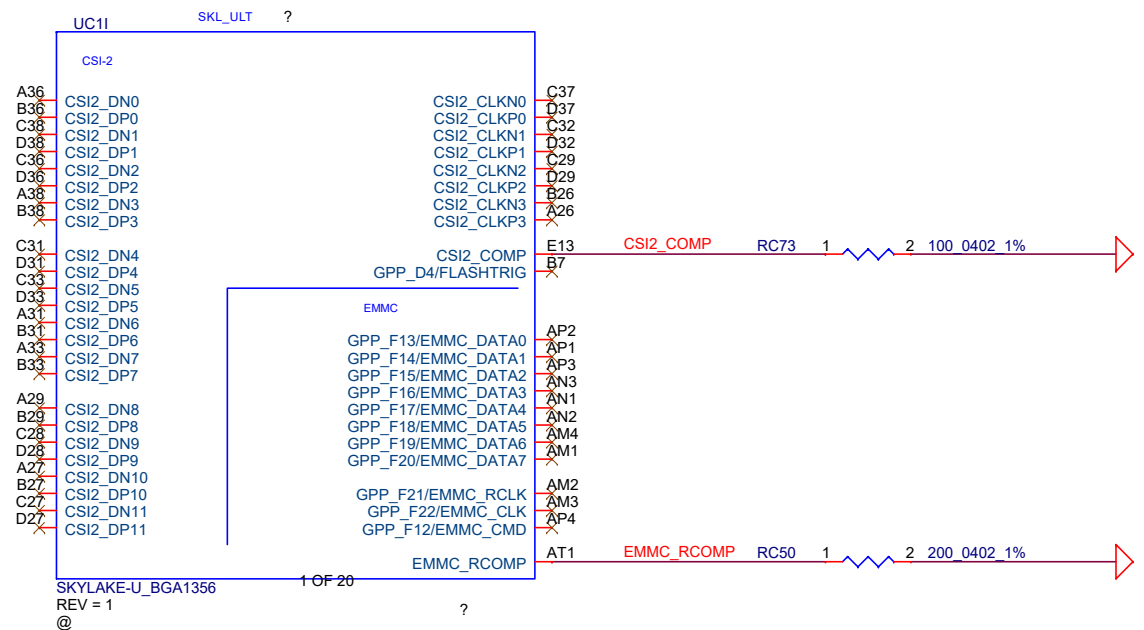 UC1I
SKL_ULT ?
CSI-2
A36 CSI2_DN0 CSI2_CLKN0 C37
B36 CSI2_DP0 CSI2_CLKP0 D37
C38 CSI2_DN1 CSI2_CLKN1 C32
D38 CSI2_DP1 CSI2_CLKP1 D32
C36 CSI2_DN2 CSI2_CLKN2 C29
D36 CSI2_DP2 CSI2_CLKP2 D29
A38 CSI2_DN3 CSI2_CLKN3 B26
B38 CSI2_DP3 CSI2_CLKP3 A26
C31 CSI2_DN4 CSI2_COMP E13 CSI2_COMP RC73 1 2 100_0402_1%
D31 CSI2_DP4 GPP_D4/FLASHTRIG B7
C33 CSI2_DN5
D33 CSI2_DP5 EMMC
A31 CSI2_DN6
B31 CSI2_DP6 GPP_F13/EMMC_DATA0 AP2
A33 CSI2_DN7 GPP_F14/EMMC_DATA1 AP1
B33 CSI2_DP7 GPP_F15/EMMC_DATA2 AP3
GPP_F16/EMMC_DATA3 AN3
A29 CSI2_DN8 GPP_F17/EMMC_DATA4 AN1
B29 CSI2_DP8 GPP_F18/EMMC_DATA5 AN2
C28 CSI2_DN9 GPP_F19/EMMC_DATA6 AM4
D28 CSI2_DP9 GPP_F20/EMMC_DATA7 AM1
A27 CSI2_DN10
B27 CSI2_DP10 GPP_F21/EMMC_RCLK AM2
C27 CSI2_DN11 GPP_F22/EMMC_CLK AM3
D27 CSI2_DP11 GPP_F12/EMMC_CMD AP4
EMMC_RCOMP AT1 EMMC_RCOMP RC50 1 2 200_0402_1%
SKYLAKE-U_BGA1356 1 OF 20
REV = 1 ?
@